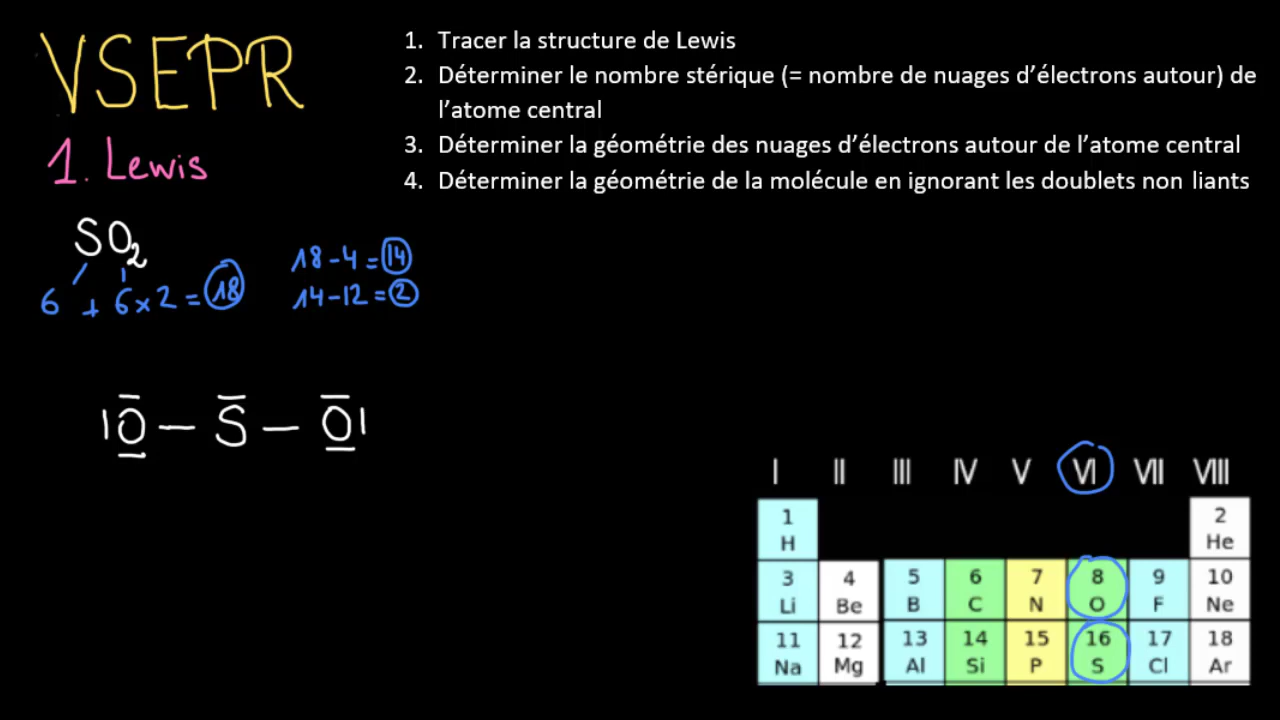 VSEPR
1. Tracer la structure de Lewis
2. Déterminer le nombre stérique (= nombre de nuages d’électrons autour) de
l’atome central
3. Déterminer la géométrie des nuages d’électrons autour de l’atome central
4. Déterminer la géométrie de la molécule en ignorant les doublets non liants
1. Lewis
SO₂
6 + 6 × 2 = 18
18 - 4 = 14
14 - 12 = 2
|O — S — O|
I II III IV V VI VII VIII
1 2
H He
3 4 5 6 7 8 9 10
Li Be B C N O F Ne
11 12 13 14 15 16 17 18
Na Mg Al Si P S Cl Ar